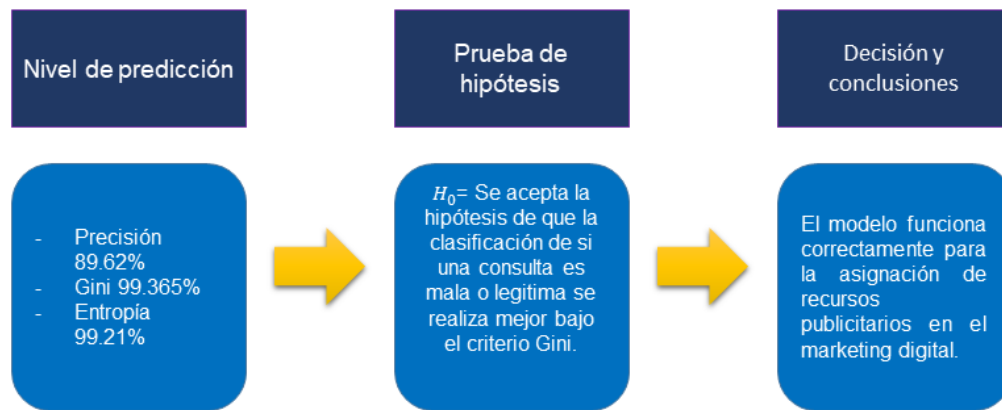 Nivel de predicción
Prueba de
hipótesis
Decisión y
conclusiones
- Precisión
89.62%
- Gini 99.365%
- Entropía
99.21%
H₀= Se acepta la
hipótesis de que la
clasificación de si
una consulta es
mala o legitima se
realiza mejor bajo
el criterio Gini.
El modelo funciona
correctamente para
la asignación de
recursos
publicitarios en el
marketing digital.